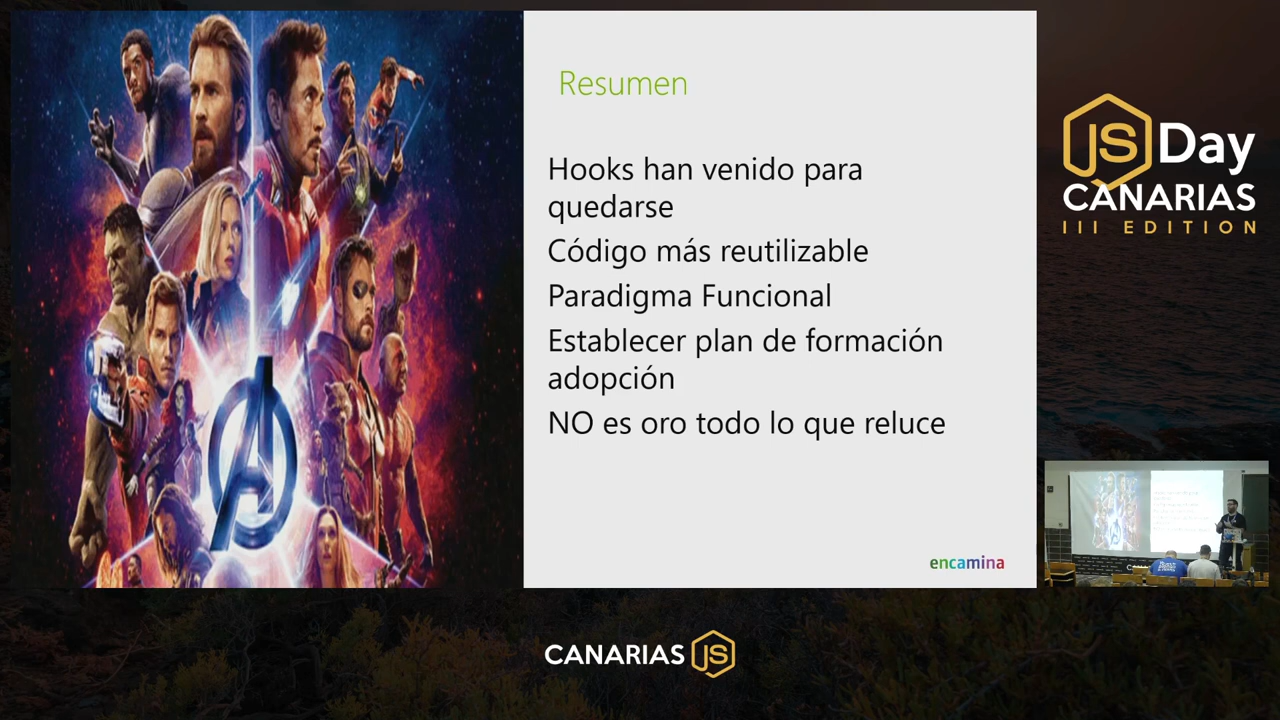 Resumen
Hooks han venido para
quedarse
Código más reutilizable
Paradigma Funcional
Establecer plan de formación
adopción
NO es oro todo lo que reluce
encamina
JS Day
CANARIAS
III EDITION
CANARIAS JS